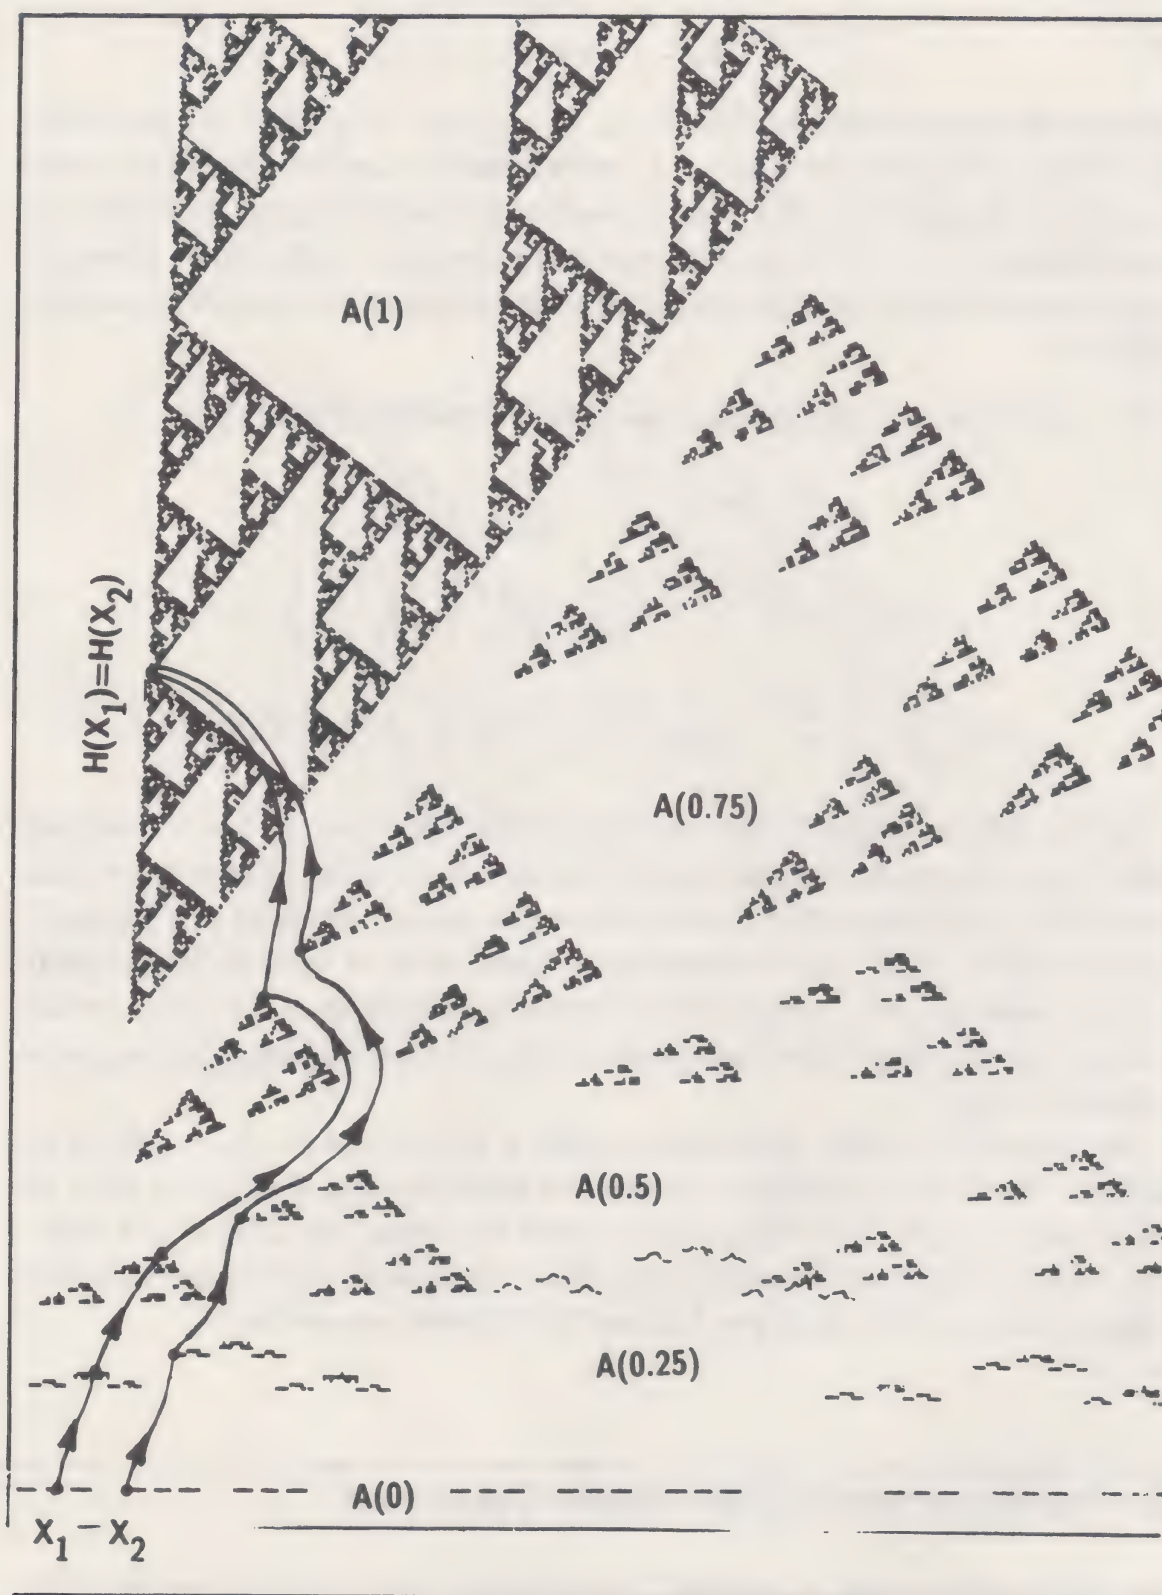 A(1)
H(X₁)=H(X₂)
A(0.75)
A(0.5)
A(0.25)
A(0)
X₁ – X₂